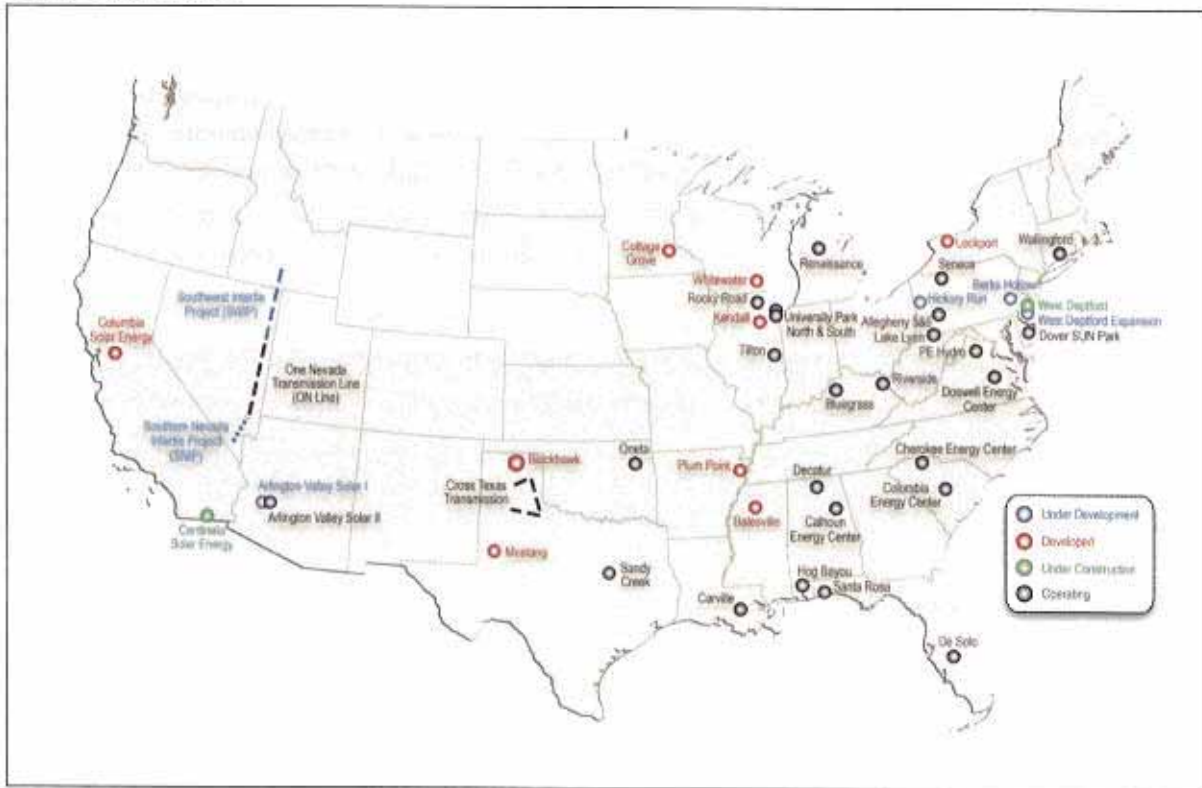 Cottage
Grove
Lockport
Wallingford
Renaissance
Seneca
Whitewater
Berks Hollow
Southwest Intertie
Project (SWIP)
Rocky Road
Hickory Run
West Deptford
Kendall
University Park
North & South
Allegheny 5&6
West Deptford Expansion
Columbia
Solar Energy
Lake Lynn
Dover SUN Park
Tilton
PE Hydro
One Nevada
Transmission Line
(ON Line)
Riverside
Doswell Energy
Center
Bluegrass
Southern Nevada
Intertie Project
(SNIP)
Oneta
Cherokee Energy Center
Blackhawk
Plum Point
Decatur
Cross Texas
Transmission
Arlington Valley Solar I
Columbia
Energy Center
Arlington Valley Solar II
Batesville
Calhoun
Energy Center
Under Development
Centinela
Solar Energy
Developed
Mustang
Under Construction
Sandy
Creek
Hog Bayou
Santa Rosa
Operating
Carville
De Soto